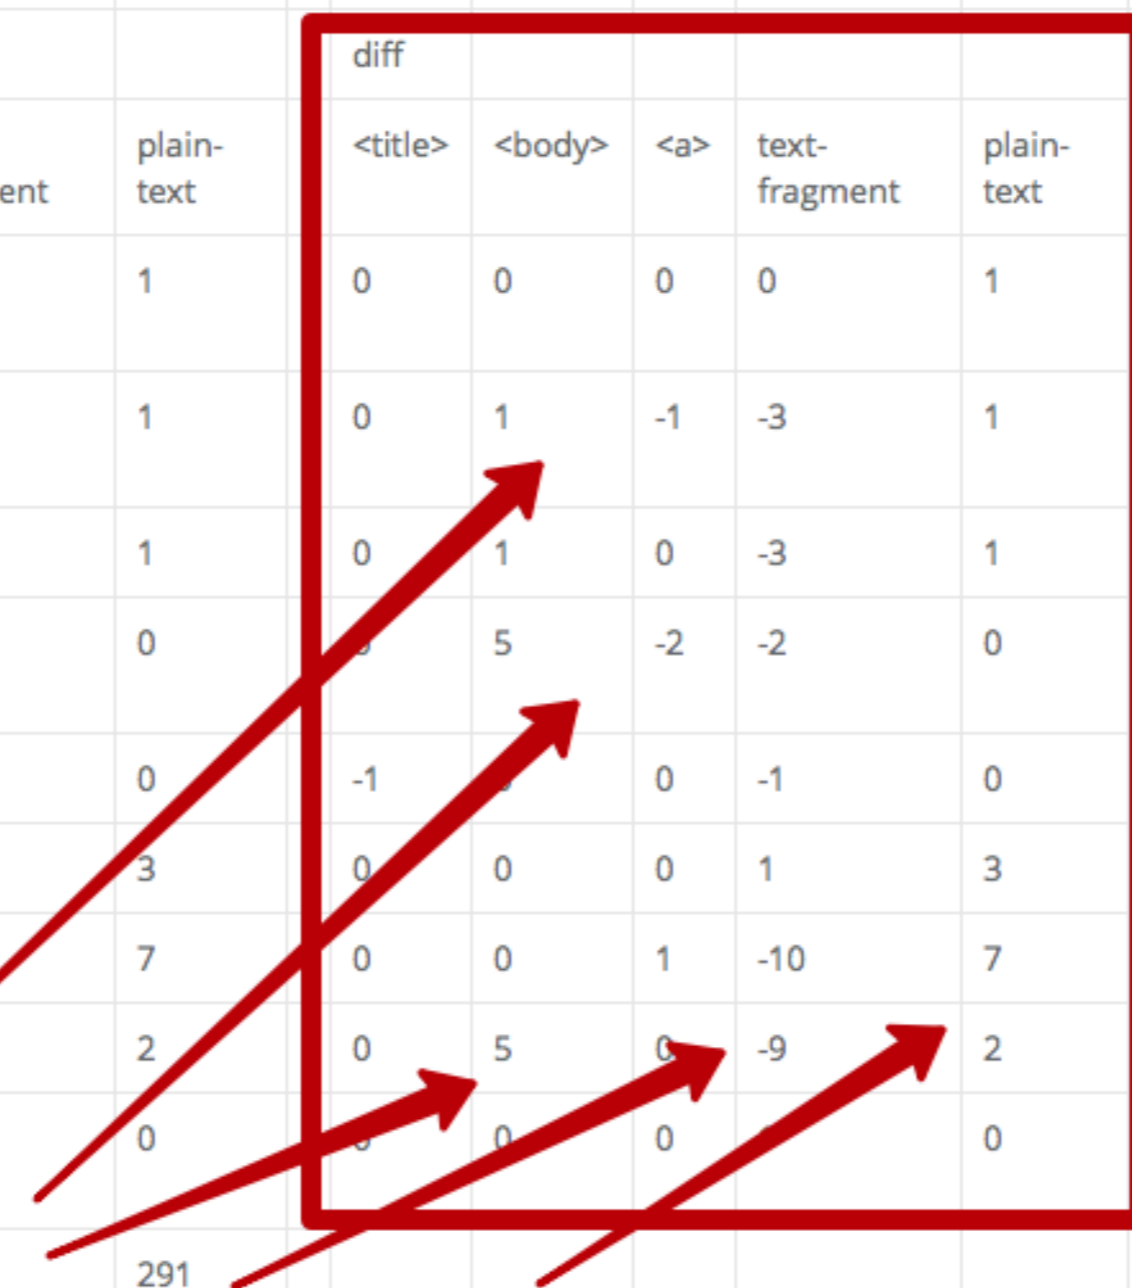 diff
plain- <title> <body> <a> text- plain-
ent text fragment text
1 0 0 0 0 1
1 0 1 -1 -3 1
1 0 1 0 -3 1
0 5 -2 -2 0
0 -1 0 -1 0
3 0 0 0 1 3
7 0 0 1 -10 7
2 0 5 0 -9 2
0 0 0 0
291